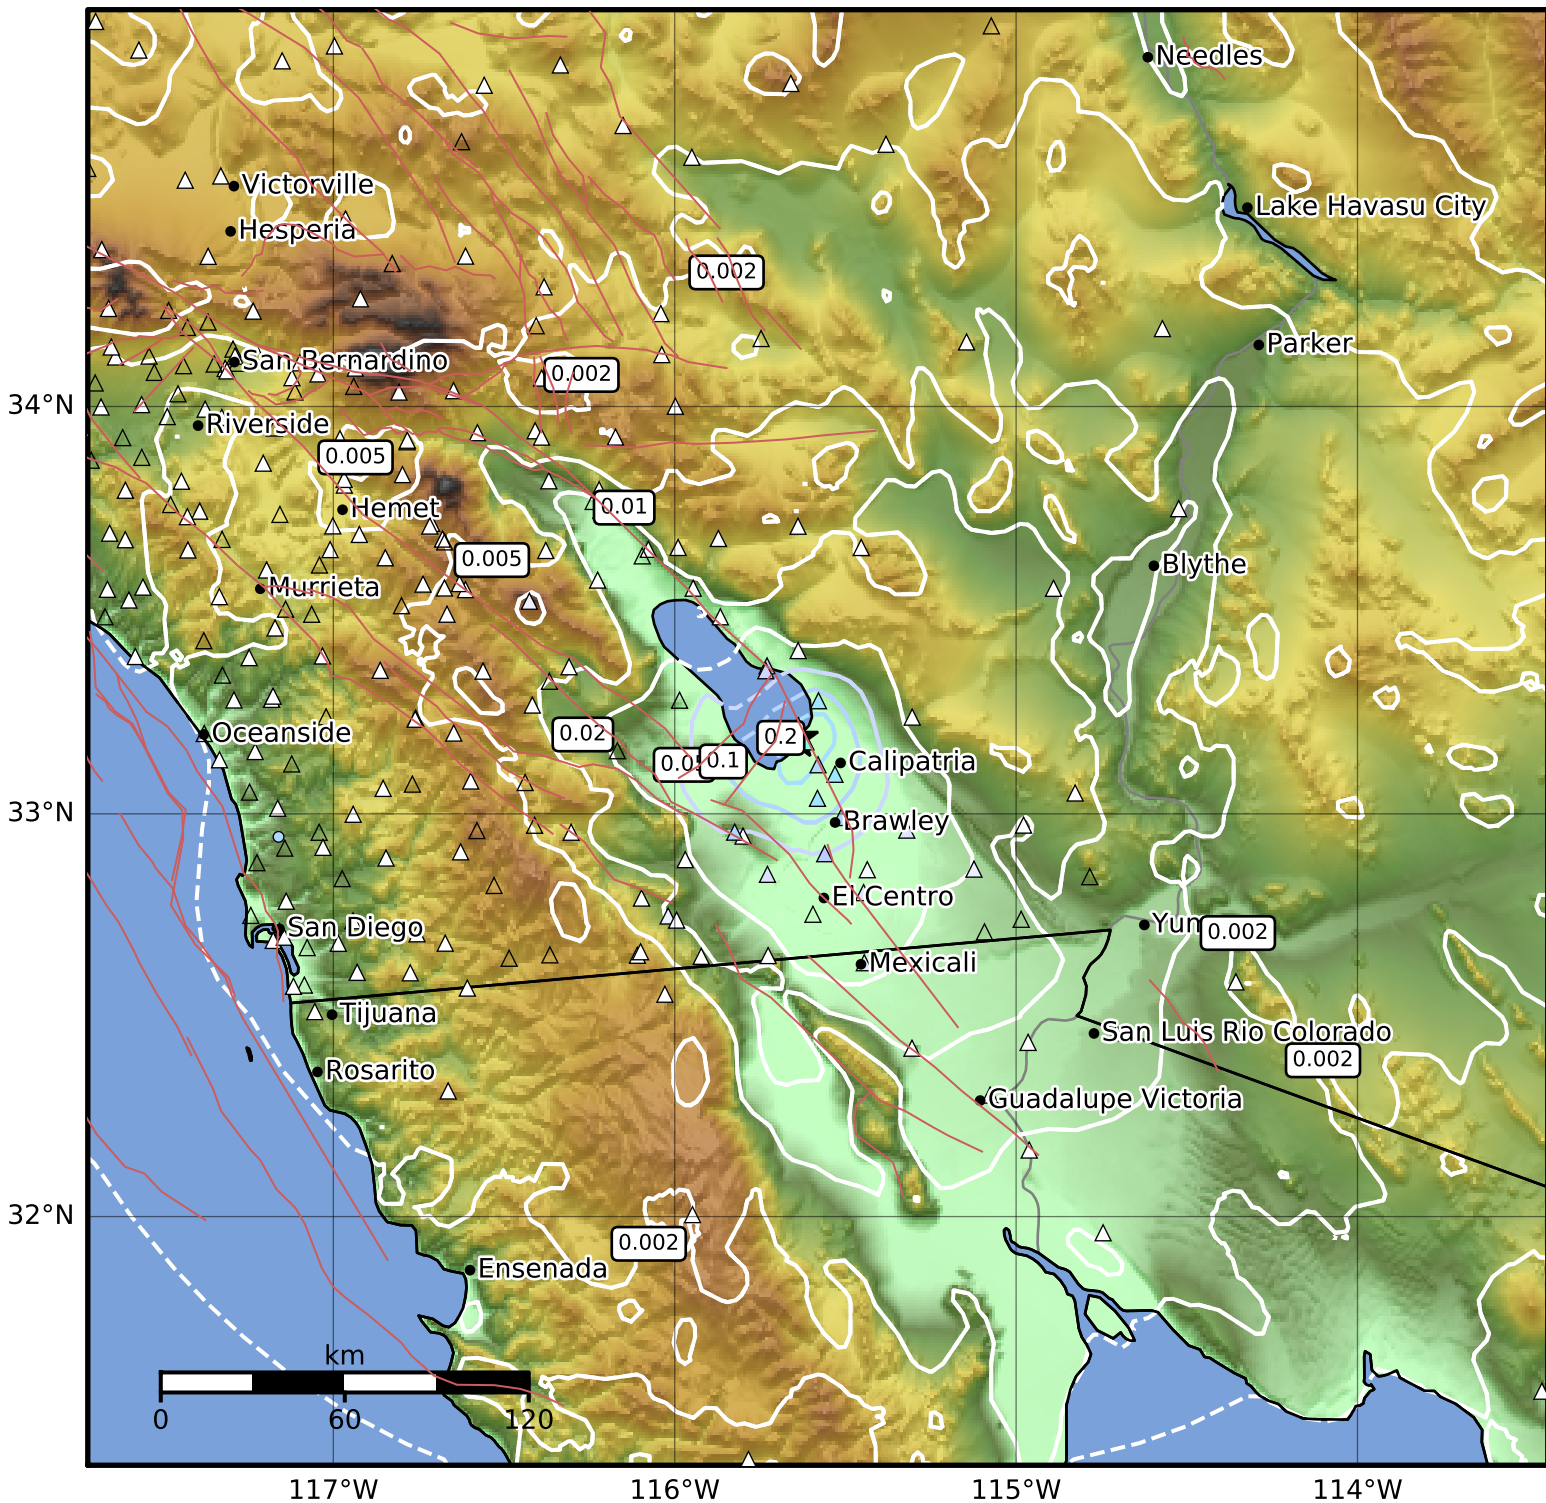 Needles
Victorville
Lake Havasu City
Hesperia
0.002
Parker
San Bernardino
0.002
34°N
Riverside
0.005
Hemet
0.01
0.005
Blythe
Murrieta
Oceanside
0.02
0.1
0.2
Calipatria
33°N
Brawley
El Centro
San Diego
0.002
Mexicali
Tijuana
San Luis Rio Colorado
0.002
Rosarito
Guadalupe Victoria
32°N
0.002
Ensenada
km
0
60
120
117°W
116°W
115°W
114°W